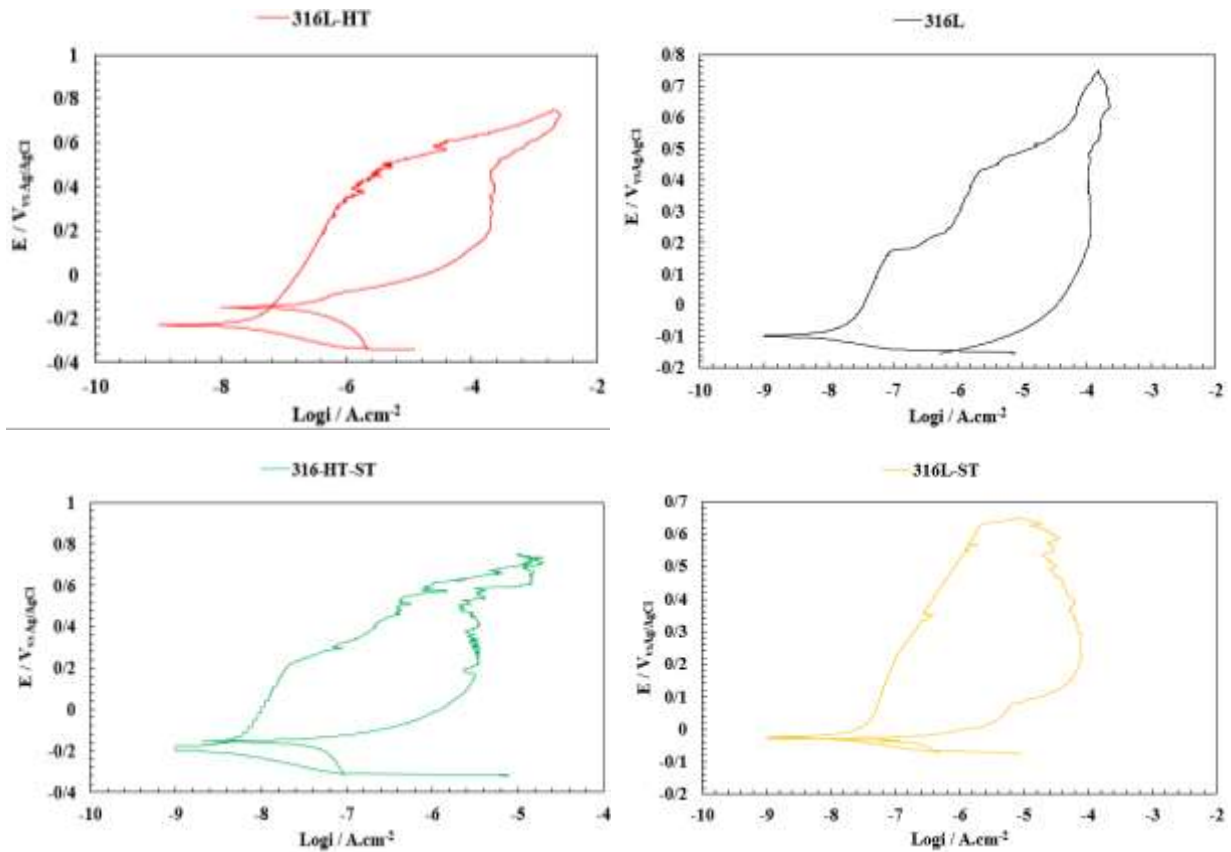 316L-HT
1
0/8
0/6
0/4
0/2
0
-0/2
-0/4
E / V vs Ag/AgCl
-10 -8 -6 -4 -2
Logi / A.cm-2
316L
0/8
0/7
0/6
0/5
0/4
0/3
0/2
0/1
0
-0/1
-0/2
E / V vsAgAgCl
-10 -9 -8 -7 -6 -5 -4 -3 -2
Logi / A.cm-2
316-HT-ST
1
0/8
0/6
0/4
0/2
0
-0/2
-0/4
E / V vs Ag/AgCl
-10 -9 -8 -7 -6 -5 -4
Logi / A.cm-2
316L-ST
0/7
0/6
0/5
0/4
0/3
0/2
0/1
0
-0/1
-0/2
E / V vsAg/AgCl
-10 -9 -8 -7 -6 -5 -4 -3 -2
Logi / A.cm-2